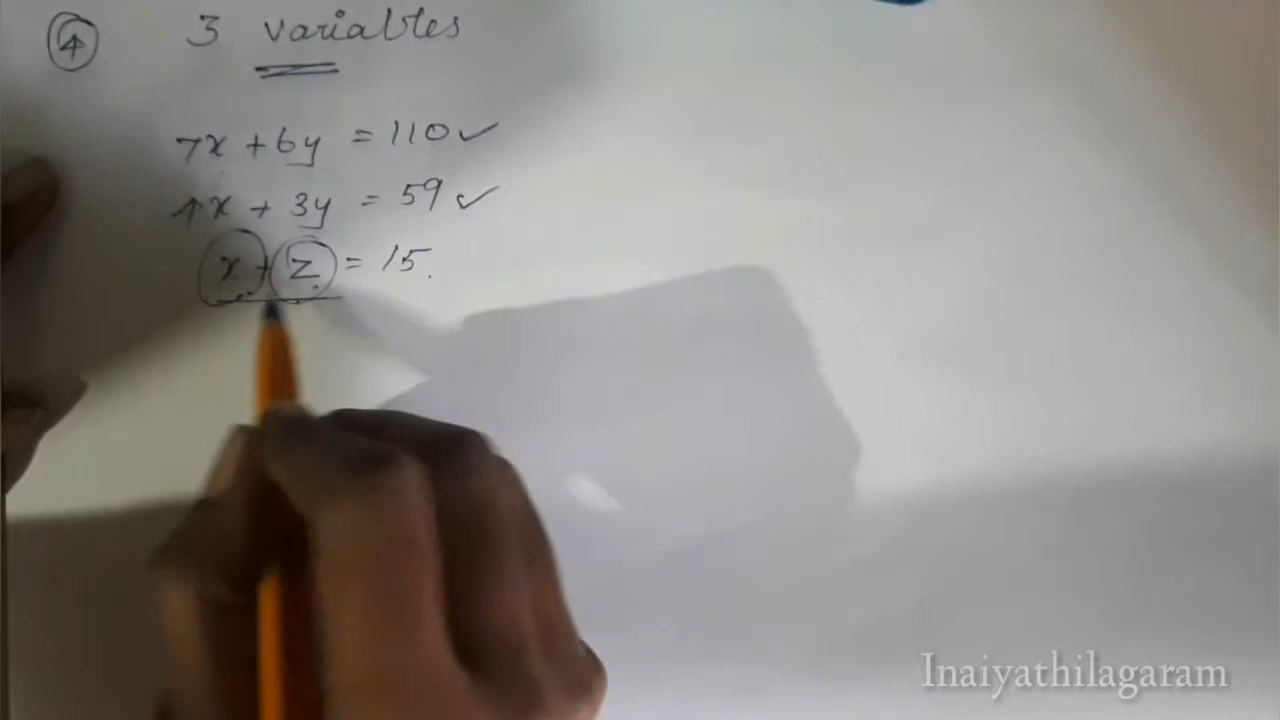 4 3 variables
7x + 6y = 110 ✓
4x + 3y = 59 ✓
x + z = 15.
Inaiyathilagaram